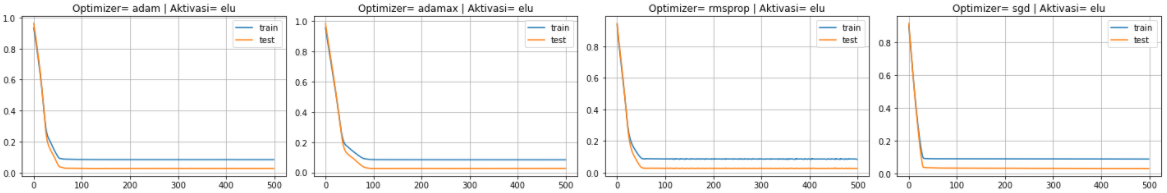 Optimizer= adam | Aktivasi= elu
1.0
0.8
0.6
0.4
0.2
0.0
0 100 200 300 400 500
train
test
Optimizer= adamax | Aktivasi= elu
1.0
0.8
0.6
0.4
0.2
0.0
0 100 200 300 400 500
train
test
Optimizer= rmsprop | Aktivasi= elu
0.8
0.6
0.4
0.2
0.0
0 100 200 300 400 500
train
test
Optimizer= sgd | Aktivasi= elu
0.8
0.6
0.4
0.2
0.0
0 100 200 300 400 500
train
test